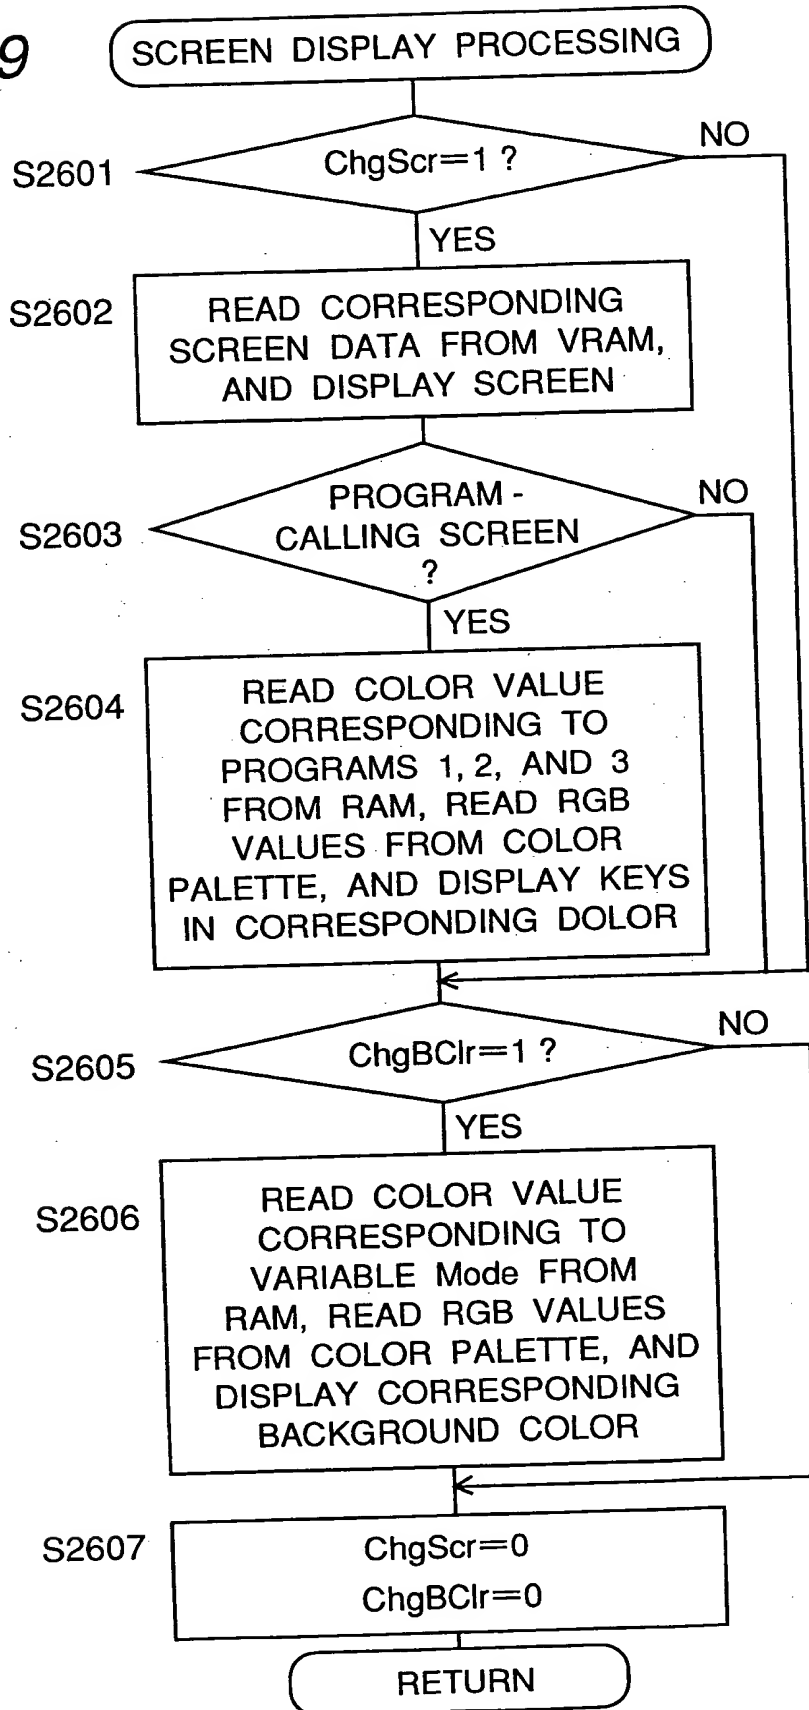 9
SCREEN DISPLAY PROCESSING
S2601
ChgScr=1 ?
NO
YES
S2602
READ CORRESPONDING
SCREEN DATA FROM VRAM,
AND DISPLAY SCREEN
S2603
PROGRAM -
CALLING SCREEN
?
NO
YES
S2604
READ COLOR VALUE
CORRESPONDING TO
PROGRAMS 1, 2, AND 3
FROM RAM, READ RGB
VALUES FROM COLOR
PALETTE, AND DISPLAY KEYS
IN CORRESPONDING DOLOR
S2605
ChgBClr=1 ?
NO
YES
S2606
READ COLOR VALUE
CORRESPONDING TO
VARIABLE Mode FROM
RAM, READ RGB VALUES
FROM COLOR PALETTE, AND
DISPLAY CORRESPONDING
BACKGROUND COLOR
S2607
ChgScr=0
ChgBClr=0
RETURN